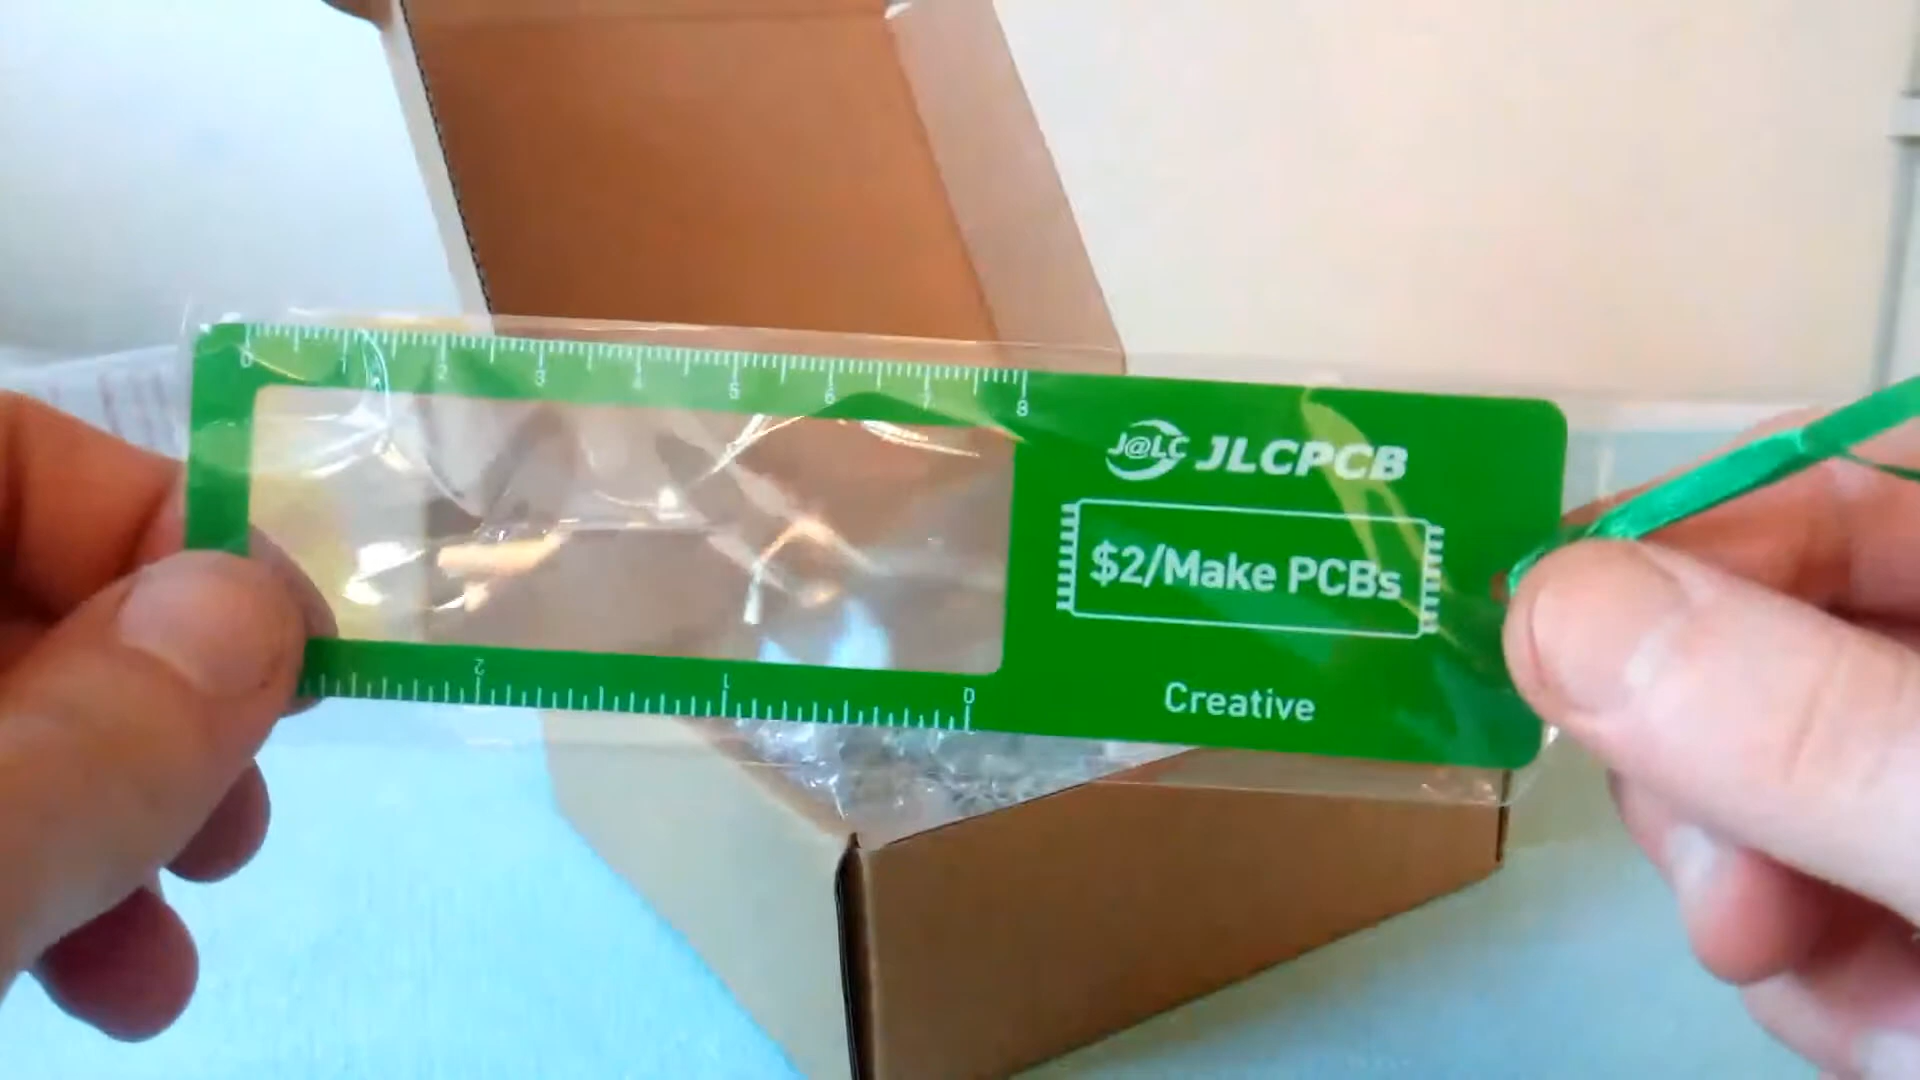 0 1 2 3 4 5 6 7 8
J@LC JLCPCB
$2/Make PCBs
Creative
2 1 0